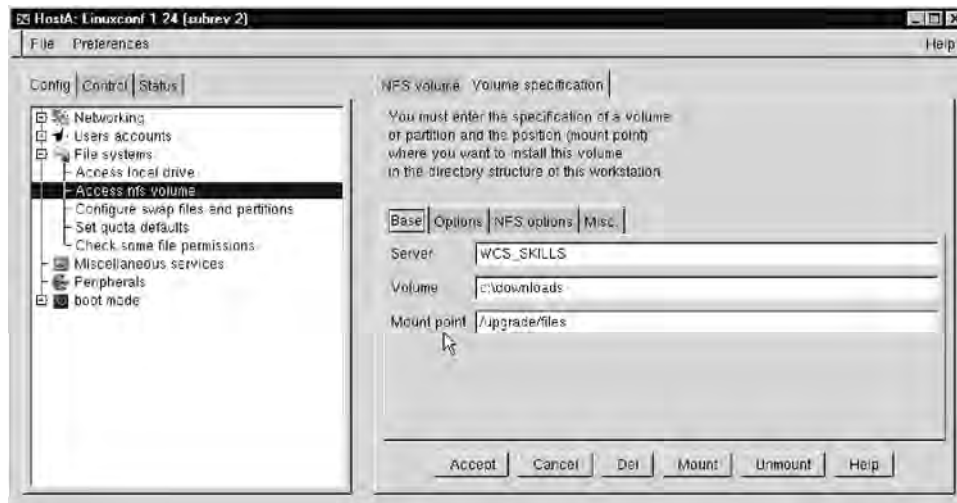 HostA: Linuxconf 1.24 (subrev 2)
File Preferences Help
Config Control Status
Networking
Users accounts
File systems
Access local drive
Access nfs volume
Configure swap files and partitions
Set quota defaults
Check some file permissions
Miscellaneous services
Peripherals
boot mode
NFS volume Volume specification
You must enter the specification of a volume
or partition and the position (mount point)
where you want to install this volume
in the directory structure of this workstation
Base Options NFS options Misc.
Server WCS_SKILLS
Volume c:\downloads
Mount point /upgrade/files
Accept Cancel Del Mount Unmount Help